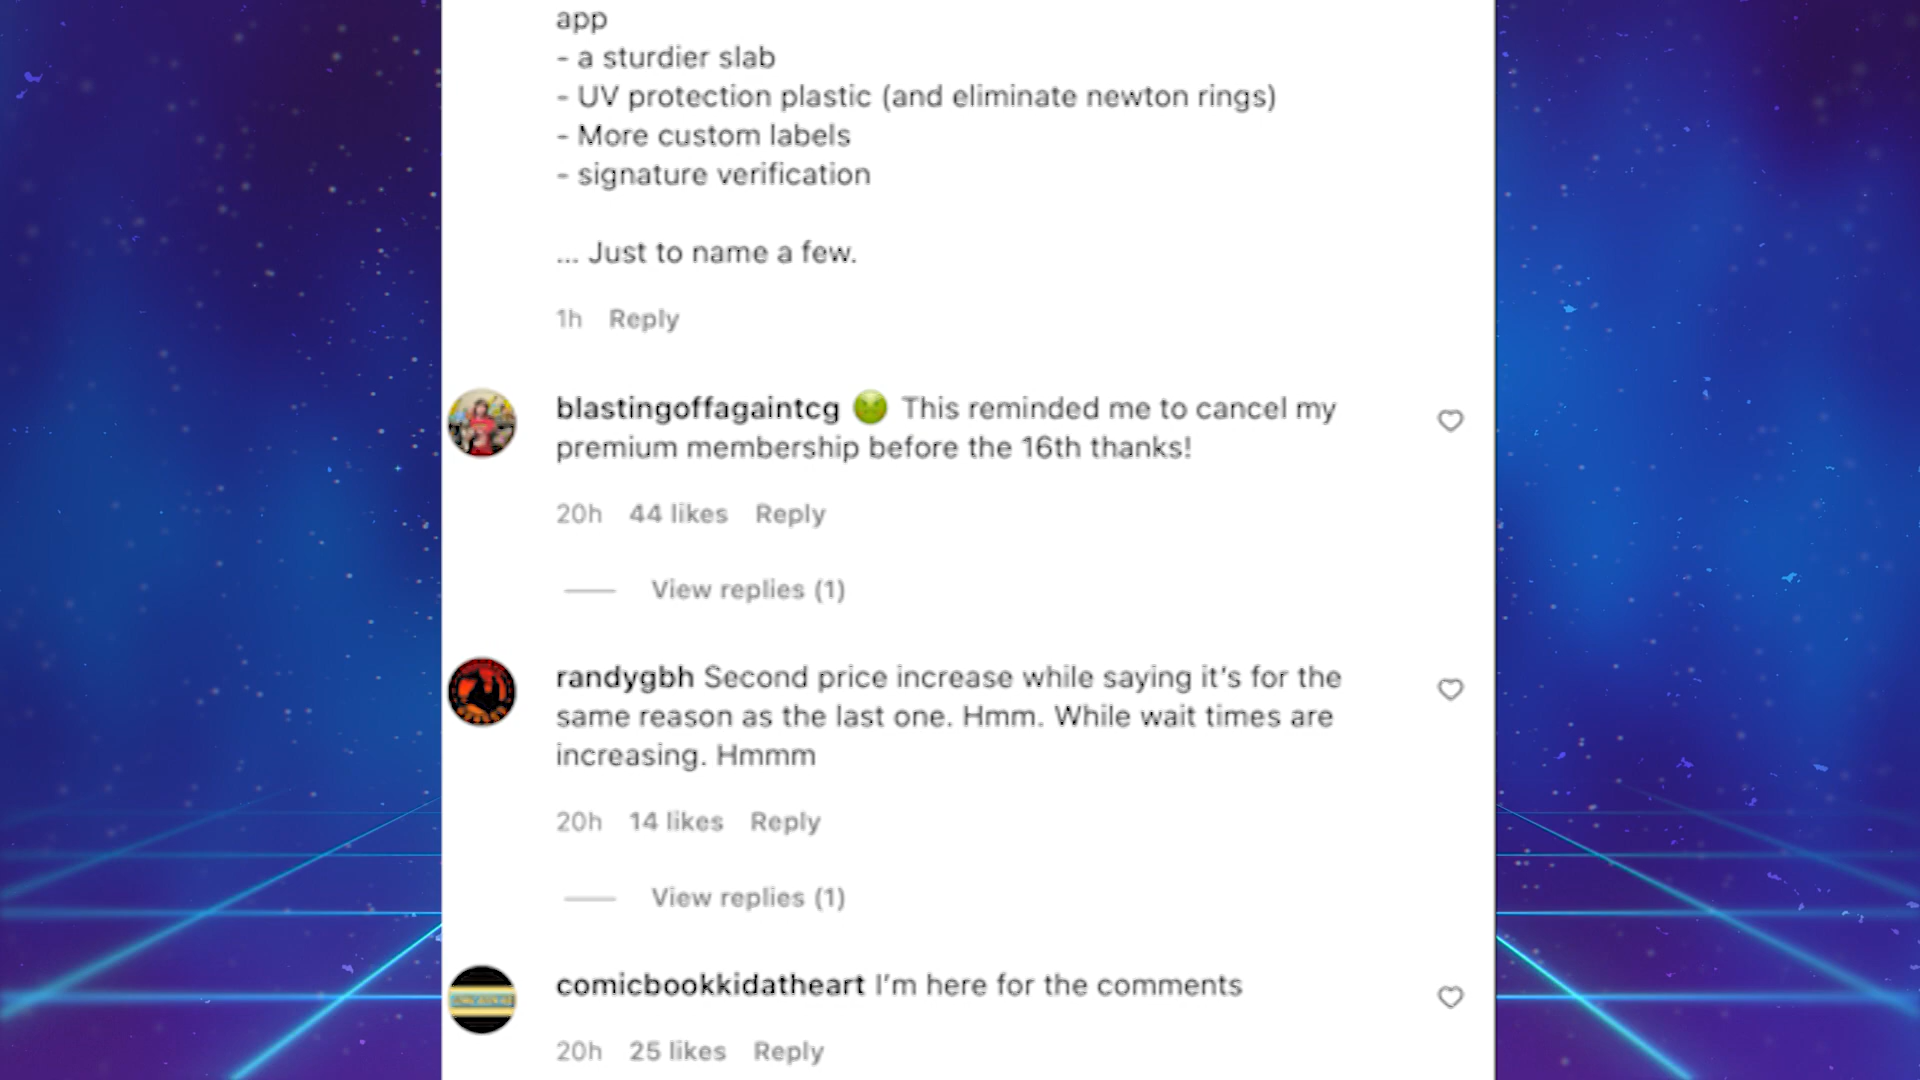 app
- a sturdier slab
- UV protection plastic (and eliminate newton rings)
- More custom labels
- signature verification
... Just to name a few.
1h Reply
blastingoffagaintcg 🤢 This reminded me to cancel my
premium membership before the 16th thanks!
20h 44 likes Reply
View replies (1)
randygbh Second price increase while saying it's for the
same reason as the last one. Hmm. While wait times are
increasing. Hmmm
20h 14 likes Reply
View replies (1)
comicbookkidatheart I'm here for the comments
20h 25 likes Reply